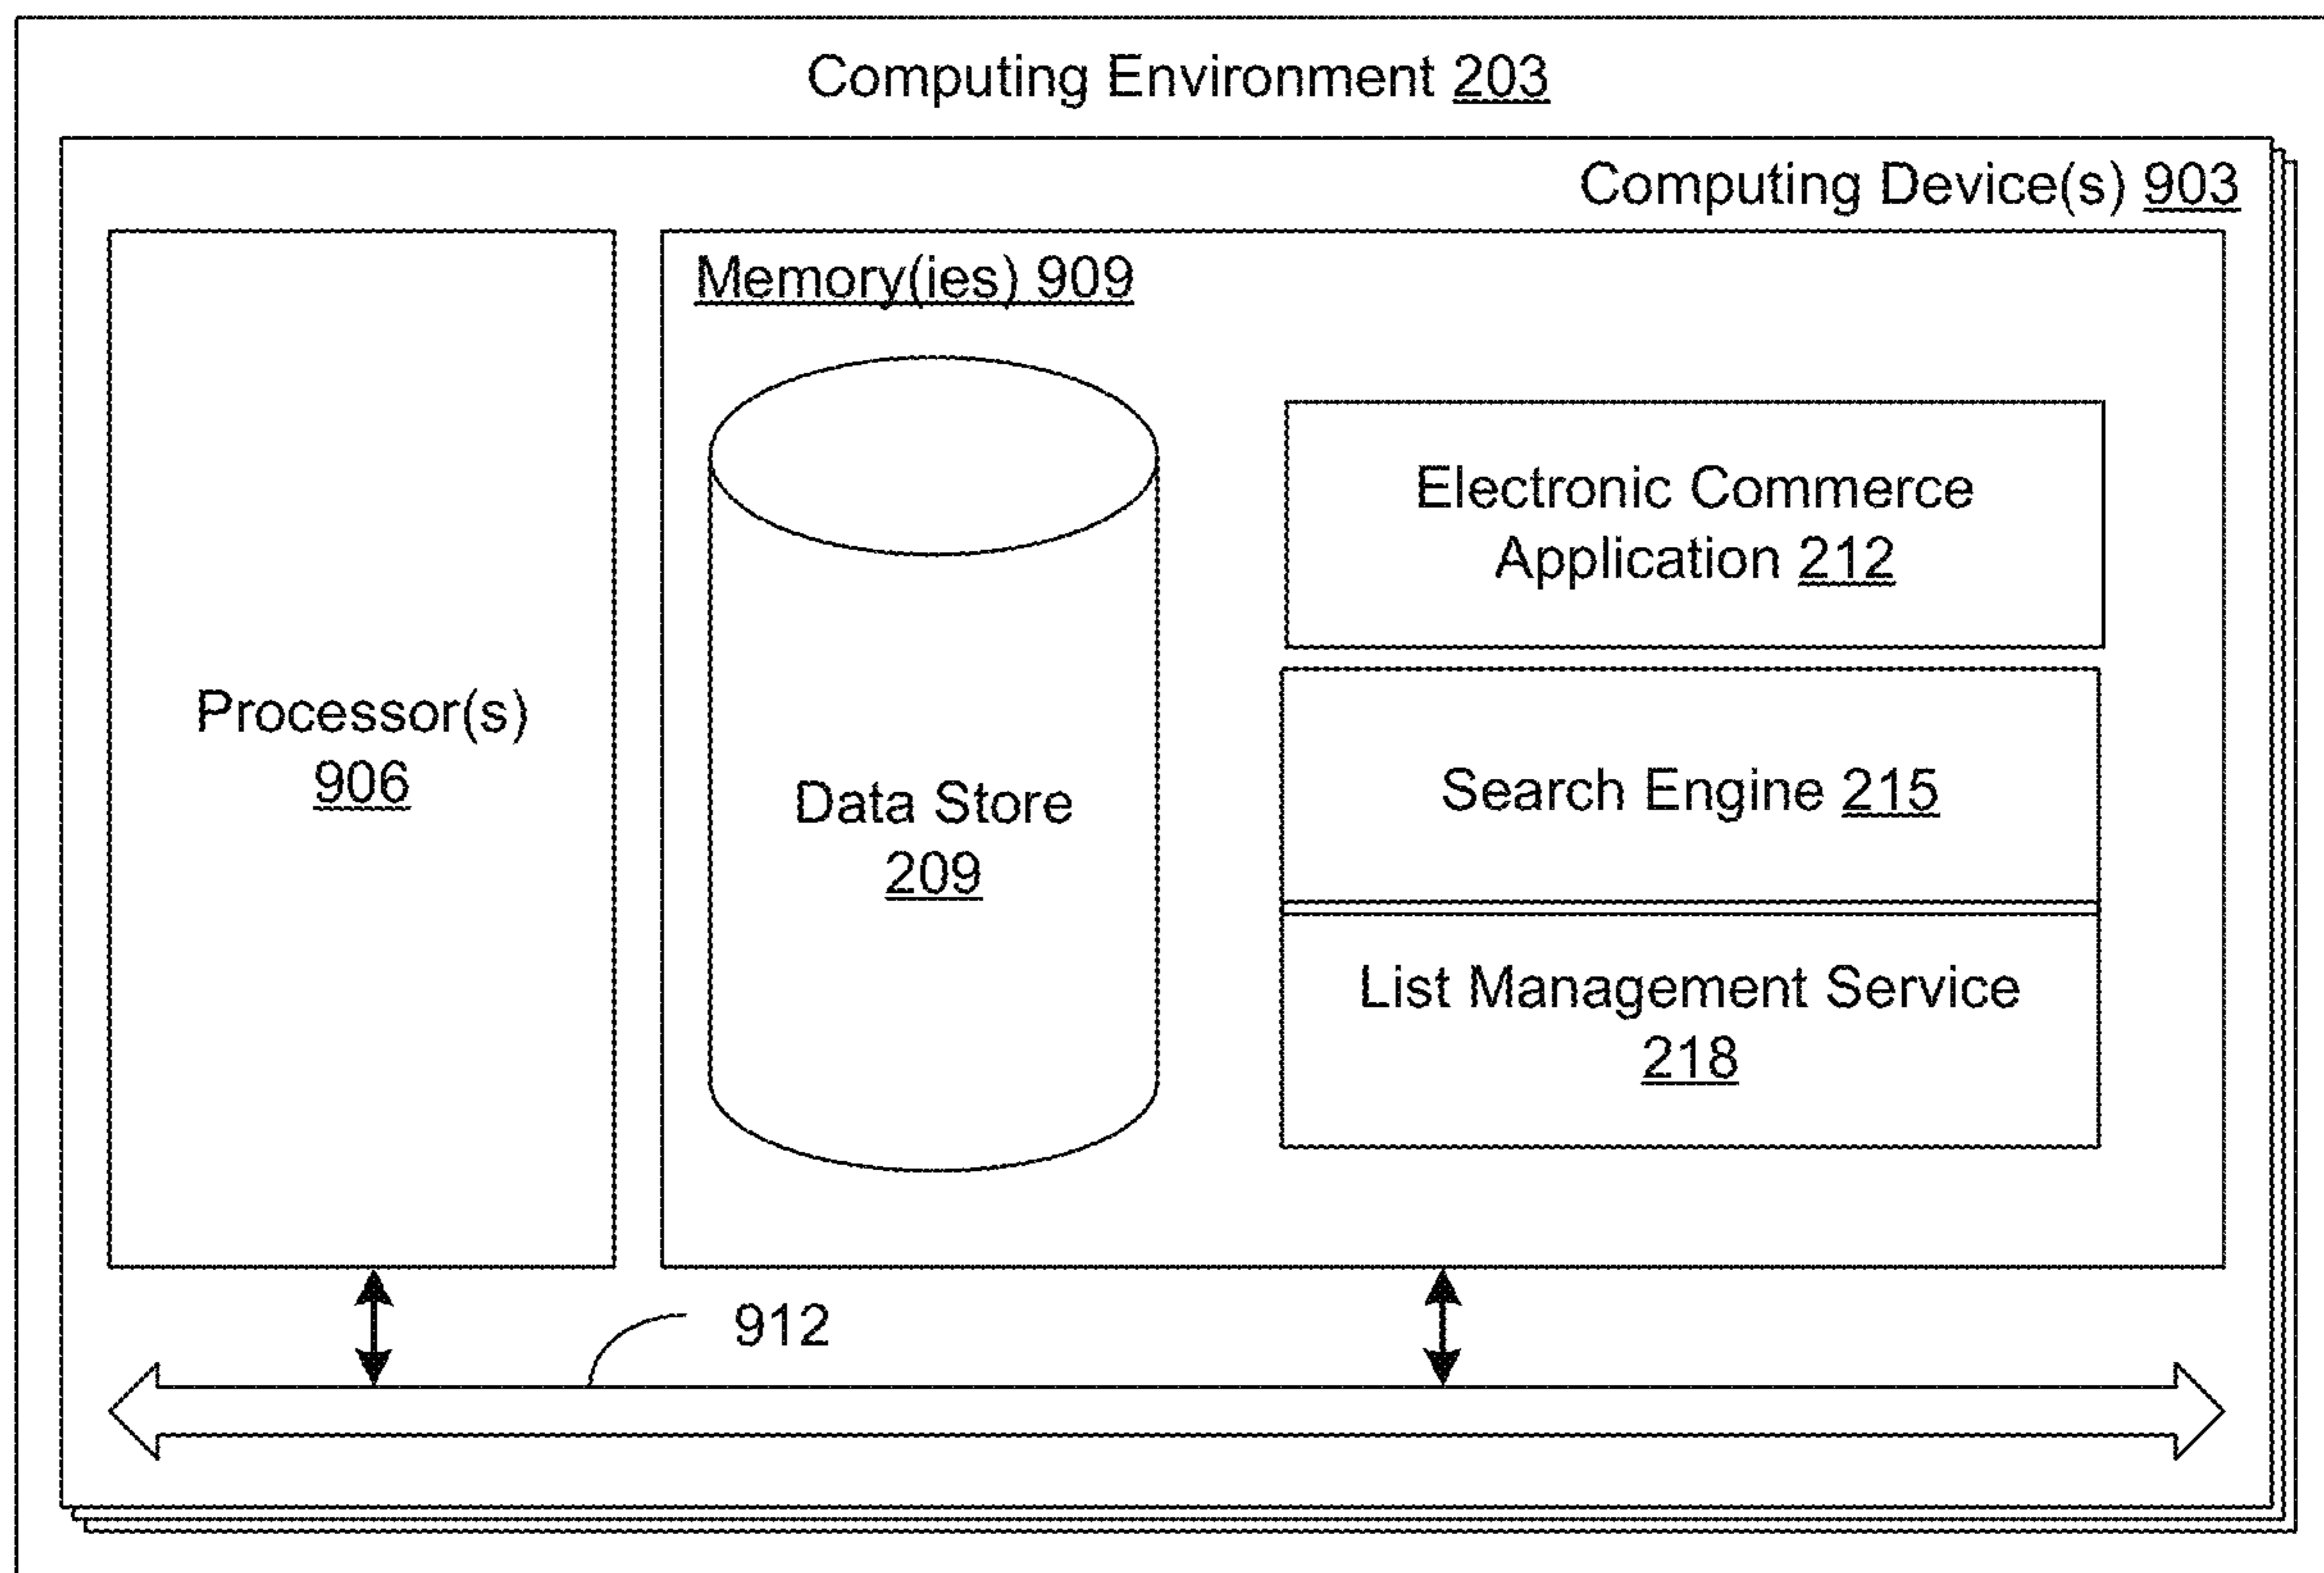 Computing Environment 203
Computing Device(s) 903
Memory(ies) 909
Electronic Commerce
Application 212
Processor(s)
906
Data Store
209
Search Engine 215
List Management Service
218
912